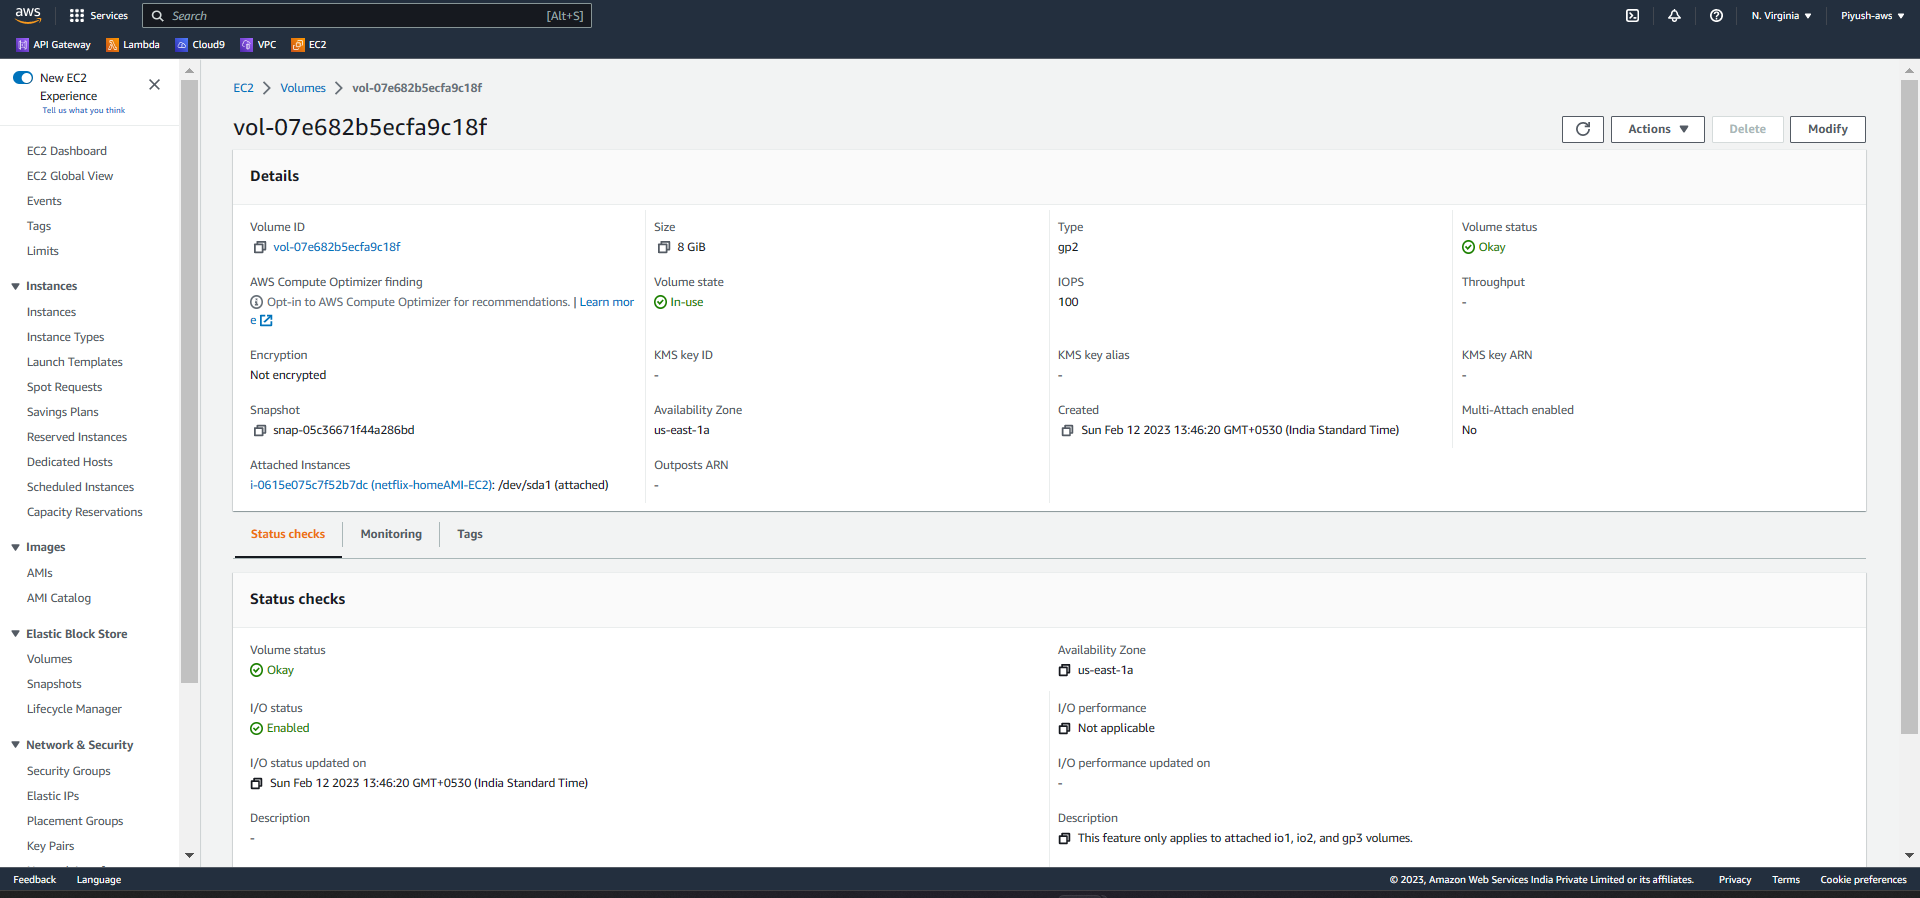 aws
Services
Search
[Alt+S]
N. Virginia
Piyush-aws
API Gateway
Lambda
Cloud9
VPC
EC2
New EC2
Experience
Tell us what you think
EC2 Dashboard
EC2 Global View
Events
Tags
Limits
Instances
Instances
Instance Types
Launch Templates
Spot Requests
Savings Plans
Reserved Instances
Dedicated Hosts
Scheduled Instances
Capacity Reservations
Images
AMIs
AMI Catalog
Elastic Block Store
Volumes
Snapshots
Lifecycle Manager
Network & Security
Security Groups
Elastic IPs
Placement Groups
Key Pairs
EC2 > Volumes > vol-07e682b5ecfa9c18f
vol-07e682b5ecfa9c18f
Actions
Delete
Modify
Details
Volume ID
vol-07e682b5ecfa9c18f
Size
8 GiB
Type
gp2
Volume status
Okay
AWS Compute Optimizer finding
Opt-in to AWS Compute Optimizer for recommendations. | Learn mor
e
Volume state
In-use
IOPS
100
Throughput
-
Encryption
Not encrypted
KMS key ID
-
KMS key alias
-
KMS key ARN
-
Snapshot
snap-05c36671f44a286bd
Availability Zone
us-east-1a
Created
Sun Feb 12 2023 13:46:20 GMT+0530 (India Standard Time)
Multi-Attach enabled
No
Attached Instances
i-0615e075c7f52b7dc (netflix-homeAMI-EC2): /dev/sda1 (attached)
Outposts ARN
-
Status checks
Monitoring
Tags
Status checks
Volume status
Okay
Availability Zone
us-east-1a
I/O status
Enabled
I/O performance
Not applicable
I/O status updated on
Sun Feb 12 2023 13:46:20 GMT+0530 (India Standard Time)
I/O performance updated on
-
Description
-
Description
This feature only applies to attached io1, io2, and gp3 volumes.
Feedback
Language
© 2023, Amazon Web Services India Private Limited or its affiliates.
Privacy
Terms
Cookie preferences